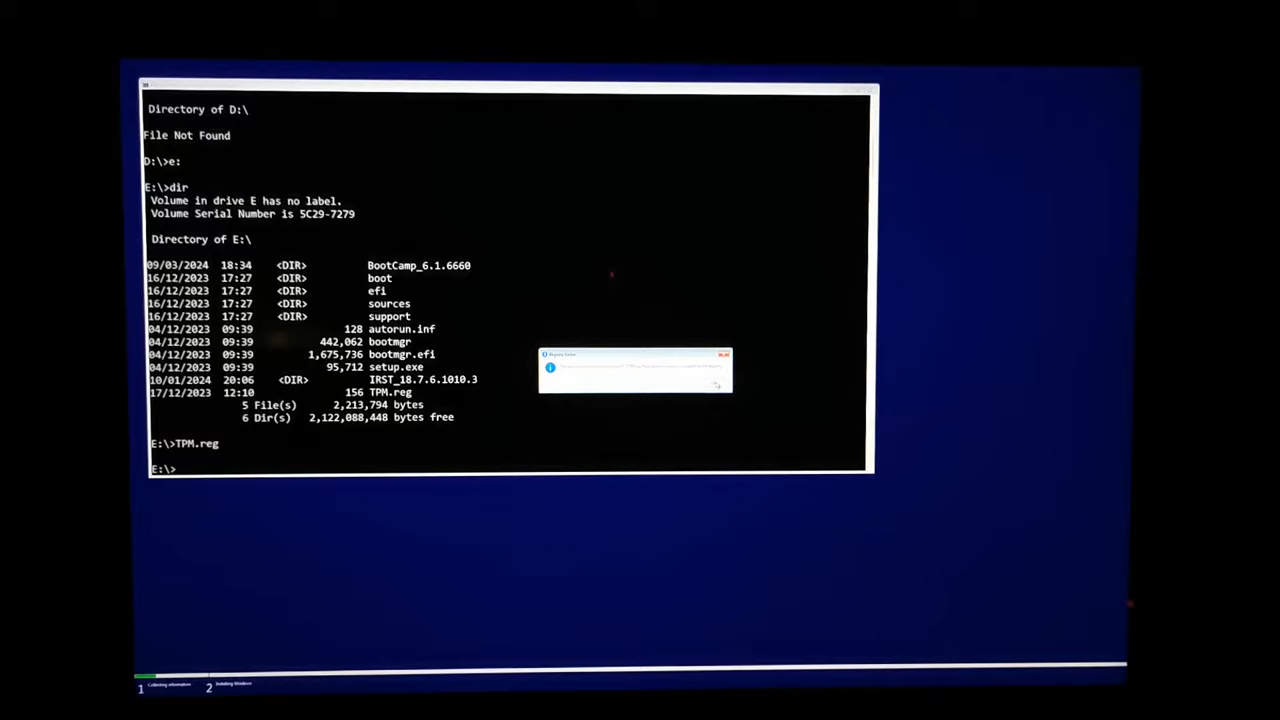 Directory of D:\
File Not Found
D:\>e:
E:\>dir
Volume in drive E has no label.
Volume Serial Number is 5C29-7279
Directory of E:\
09/03/2024 18:34 <DIR> BootCamp_6.1.6660
16/12/2023 17:27 <DIR> boot
16/12/2023 17:27 <DIR> efi
16/12/2023 17:27 <DIR> sources
16/12/2023 17:27 <DIR> support
04/12/2023 09:39 128 autorun.inf
04/12/2023 09:39 442,062 bootmgr
04/12/2023 09:39 1,675,736 bootmgr.efi
04/12/2023 09:39 95,712 setup.exe
10/01/2024 20:06 <DIR> IRST_18.7.6.1010.3
17/12/2023 12:10 156 TPM.reg
5 File(s) 2,213,794 bytes
6 Dir(s) 2,122,088,448 bytes free
E:\>TPM.reg
E:\>
Registry Editor
1 Collecting information 2 Installing Windows